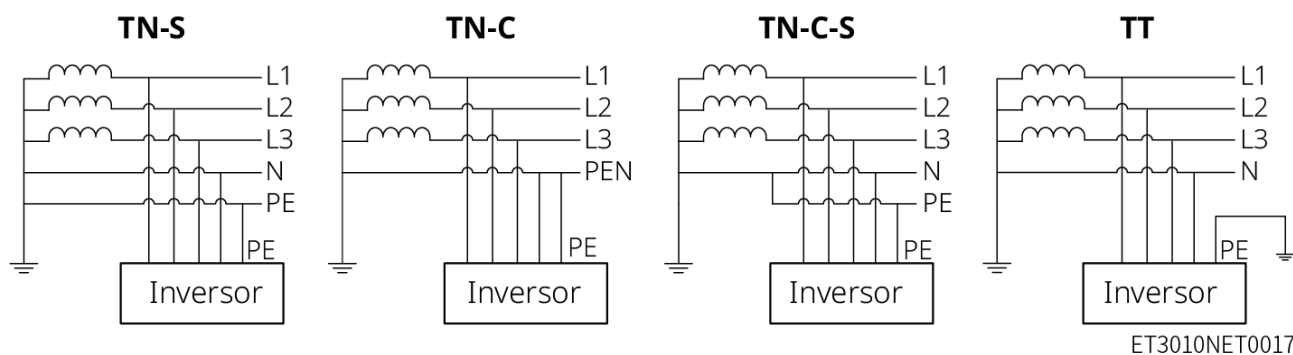 TN-S TN-C TN-C-S TT
L1 L1 L1 L1
L2 L2 L2 L2
L3 L3 L3 L3
N PEN N N
PE PE
PE PE PE PE
Inversor Inversor Inversor Inversor
ET3010NET0017